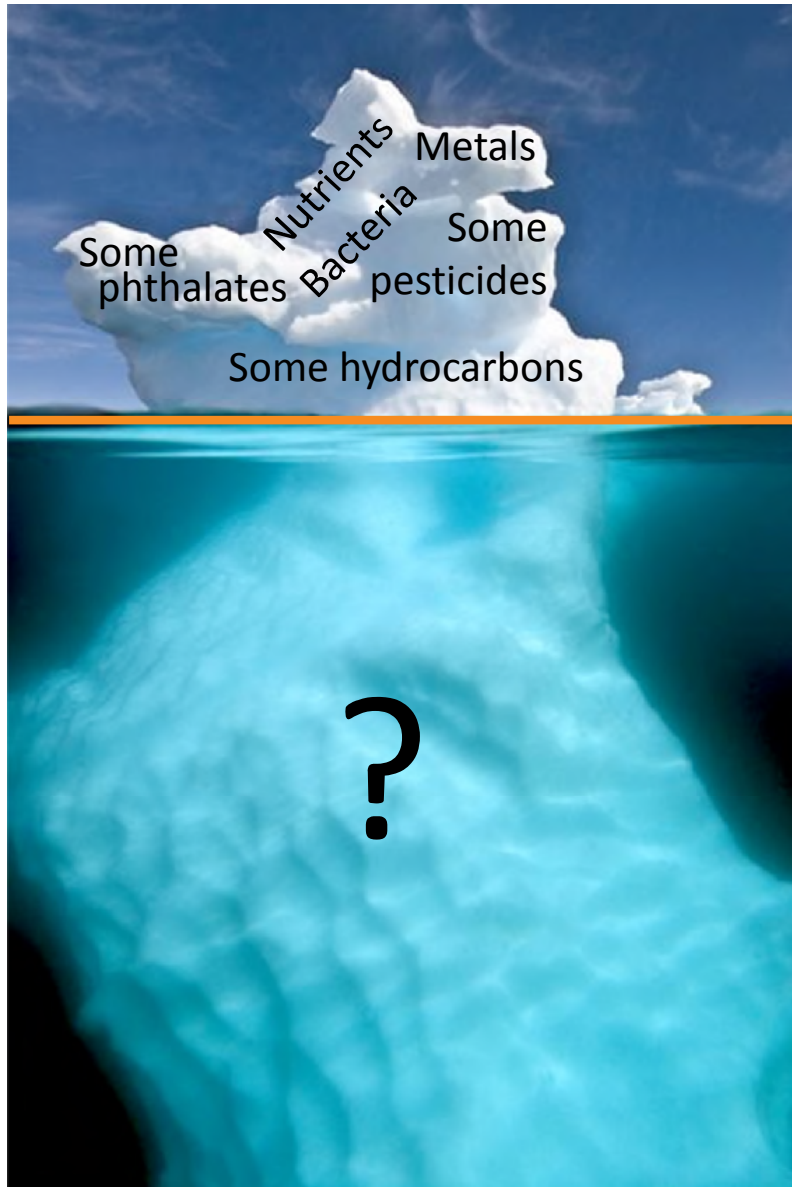 Nutrients
Metals
Bacteria
Some
phthalates
Some
pesticides
Some hydrocarbons
?